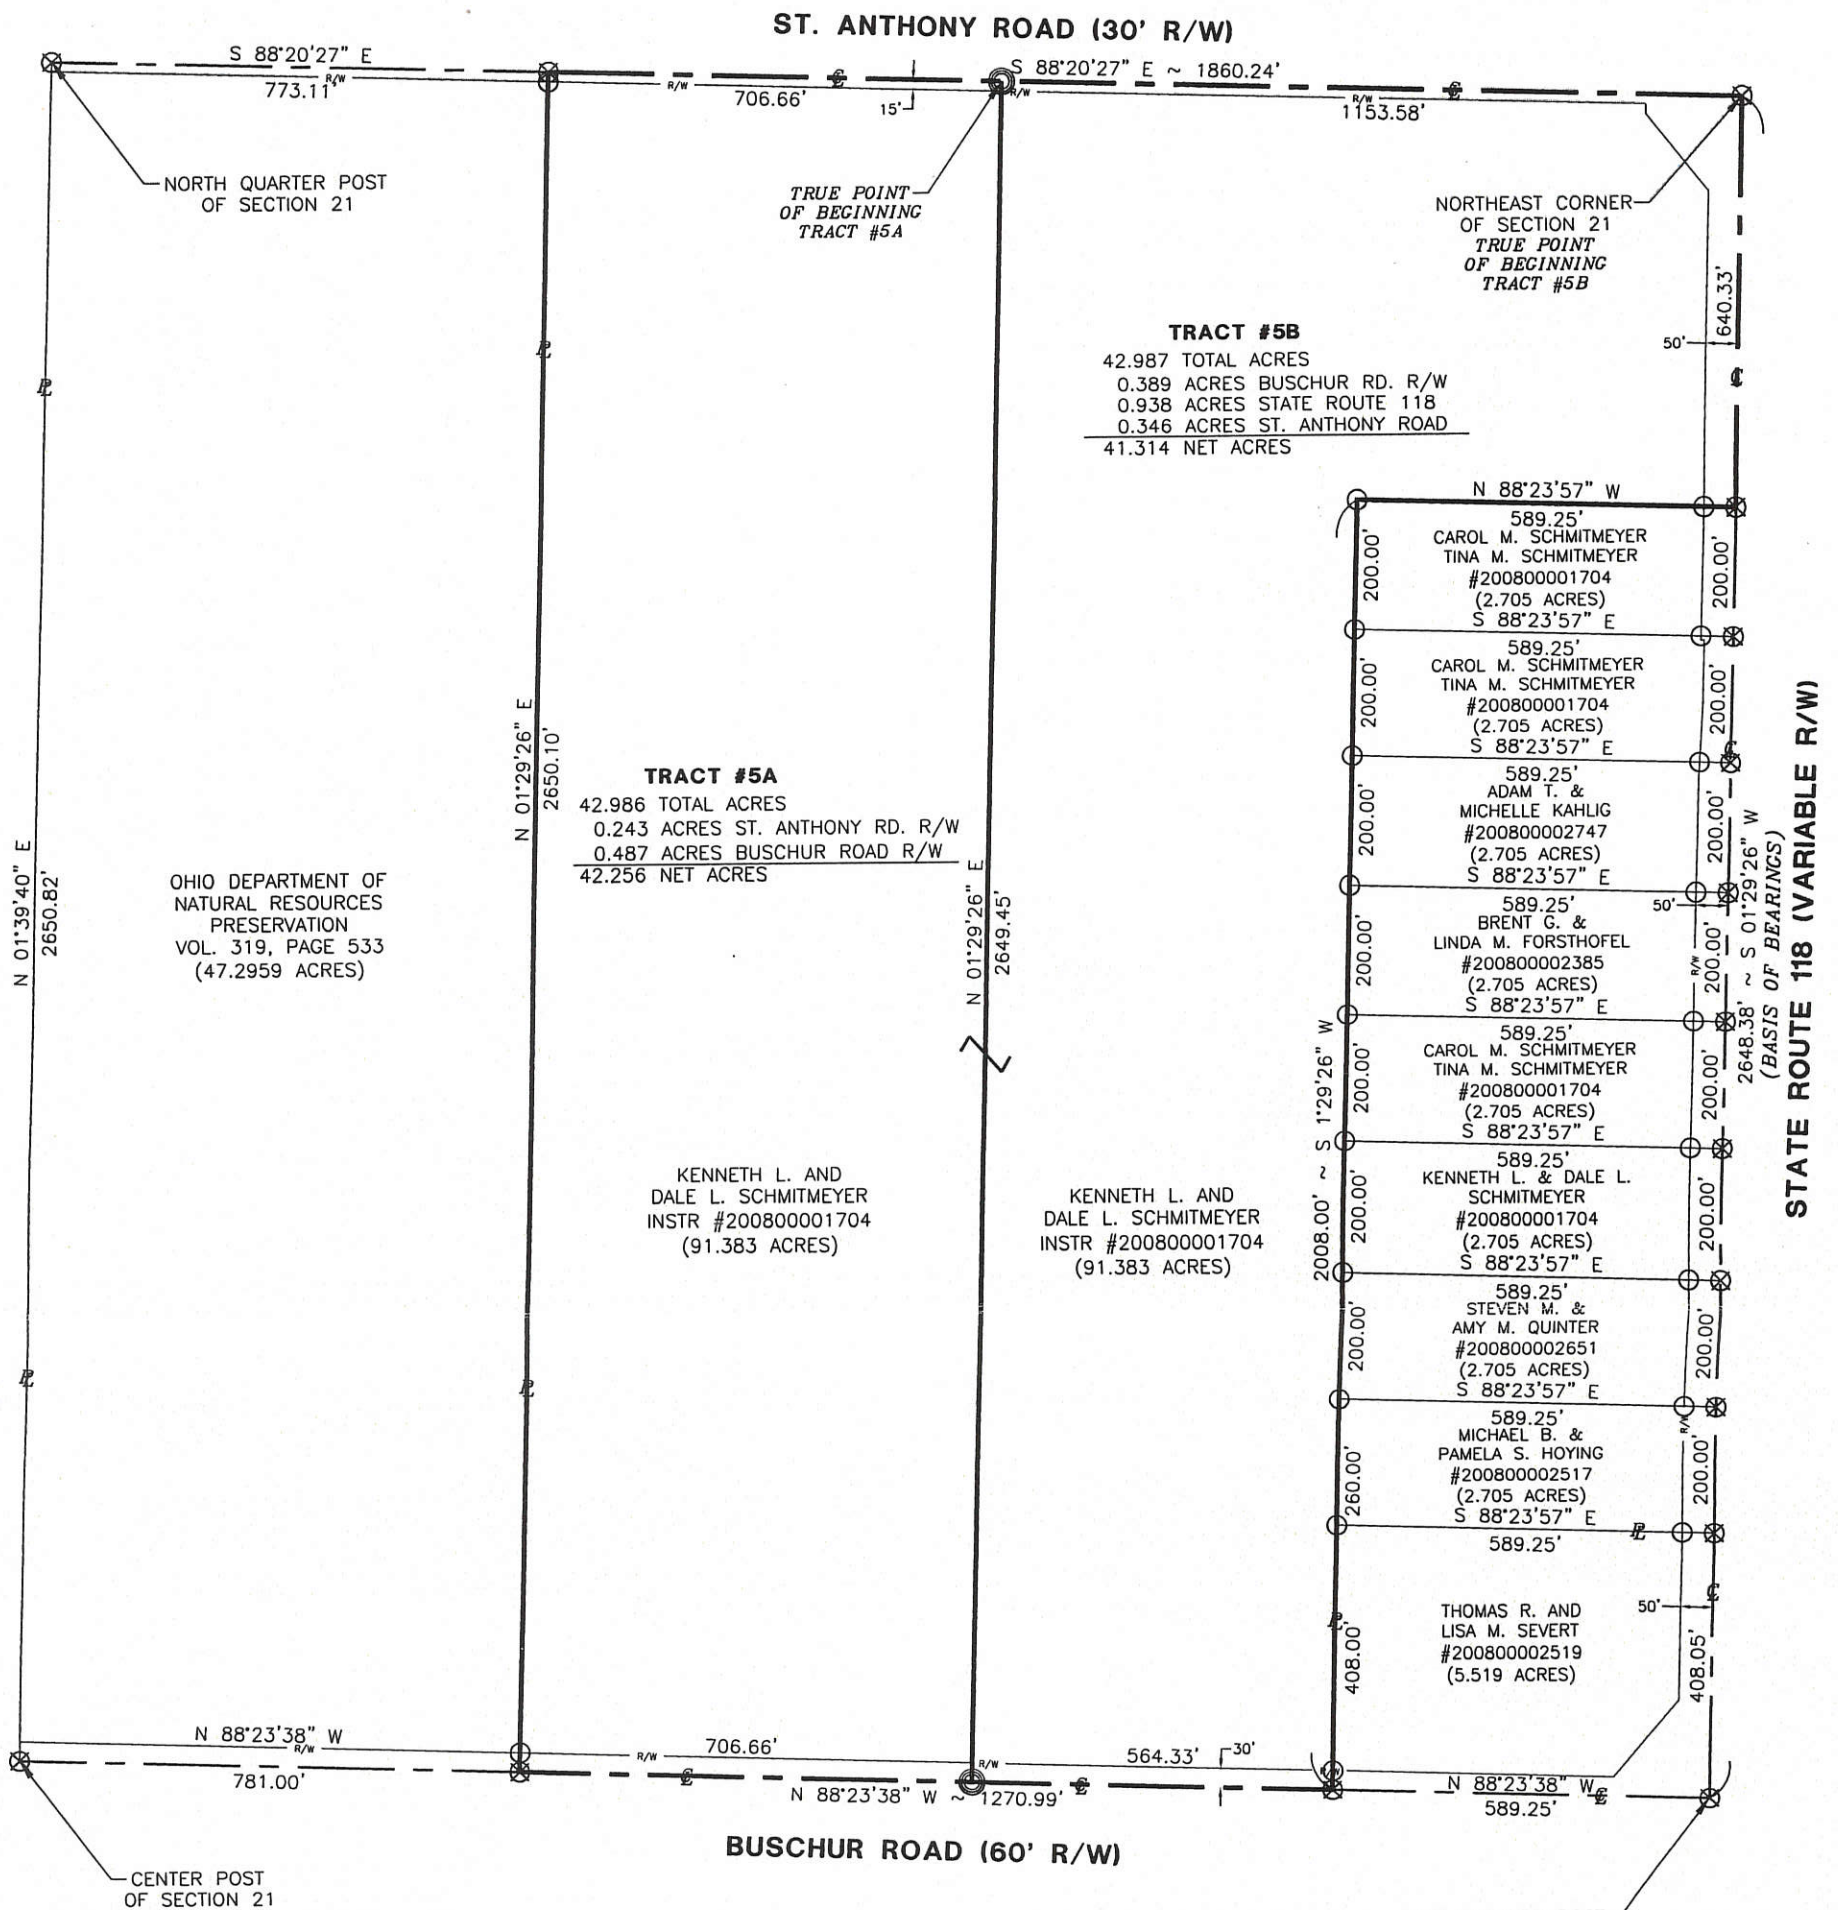 ST. ANTHONY ROAD (30' R/W)
S 88°20'27" E
R/W
773.11'
R/W
706.66'
15'
S 88°20'27" E ~ 1860.24'
R/W
R/W
1153.58'
NORTH QUARTER POST
OF SECTION 21
TRUE POINT
OF BEGINNING
TRACT #5A
NORTHEAST CORNER
OF SECTION 21
TRUE POINT
OF BEGINNING
TRACT #5B
640.33'
50'
TRACT #5B
42.987 TOTAL ACRES
0.389 ACRES BUSCHUR RD. R/W
0.938 ACRES STATE ROUTE 118
0.346 ACRES ST. ANTHONY ROAD
41.314 NET ACRES
N 88°23'57" W
589.25'
CAROL M. SCHMITMEYER
TINA M. SCHMITMEYER
#200800001704
(2.705 ACRES)
S 88°23'57" E
200.00'
200.00'
589.25'
CAROL M. SCHMITMEYER
TINA M. SCHMITMEYER
#200800001704
(2.705 ACRES)
S 88°23'57" E
200.00'
200.00'
589.25'
ADAM T. &
MICHELLE KAHLIG
#200800002747
(2.705 ACRES)
S 88°23'57" E
200.00'
200.00'
589.25'
50'
BRENT G. &
LINDA M. FORSTHOFEL
#200800002385
(2.705 ACRES)
S 88°23'57" E
200.00'
R/W
200.00'
589.25'
CAROL M. SCHMITMEYER
TINA M. SCHMITMEYER
#200800001704
(2.705 ACRES)
S 88°23'57" E
200.00'
200.00'
589.25'
KENNETH L. & DALE L.
SCHMITMEYER
#200800001704
(2.705 ACRES)
S 88°23'57" E
200.00'
200.00'
589.25'
STEVEN M. &
AMY M. QUINTER
#200800002651
(2.705 ACRES)
S 88°23'57" E
200.00'
200.00'
589.25'
R/W
MICHAEL B. &
PAMELA S. HOYING
#200800002517
(2.705 ACRES)
S 88°23'57" E
260.00'
200.00'
589.25'
THOMAS R. AND
LISA M. SEVERT
#200800002519
(5.519 ACRES)
50'
408.00'
408.05'
2008.00' ~ S 1°29'26" W
2648.38' ~ S 01°29'26" W
(BASIS OF BEARINGS)
STATE ROUTE 118 (VARIABLE R/W)
N 01°29'26" E
2650.10'
TRACT #5A
42.986 TOTAL ACRES
0.243 ACRES ST. ANTHONY RD. R/W
0.487 ACRES BUSCHUR ROAD R/W
42.256 NET ACRES
N 01°29'26" E
2649.45'
N 01°39'40" E
2650.82'
OHIO DEPARTMENT OF
NATURAL RESOURCES
PRESERVATION
VOL. 319, PAGE 533
(47.2959 ACRES)
KENNETH L. AND
DALE L. SCHMITMEYER
INSTR #200800001704
(91.383 ACRES)
KENNETH L. AND
DALE L. SCHMITMEYER
INSTR #200800001704
(91.383 ACRES)
N 88°23'38" W
R/W
781.00'
R/W
706.66'
R/W
564.33'
30'
R/W
N 88°23'38" W ~ 1270.99'
N 88°23'38" W
589.25'
BUSCHUR ROAD (60' R/W)
CENTER POST
OF SECTION 21